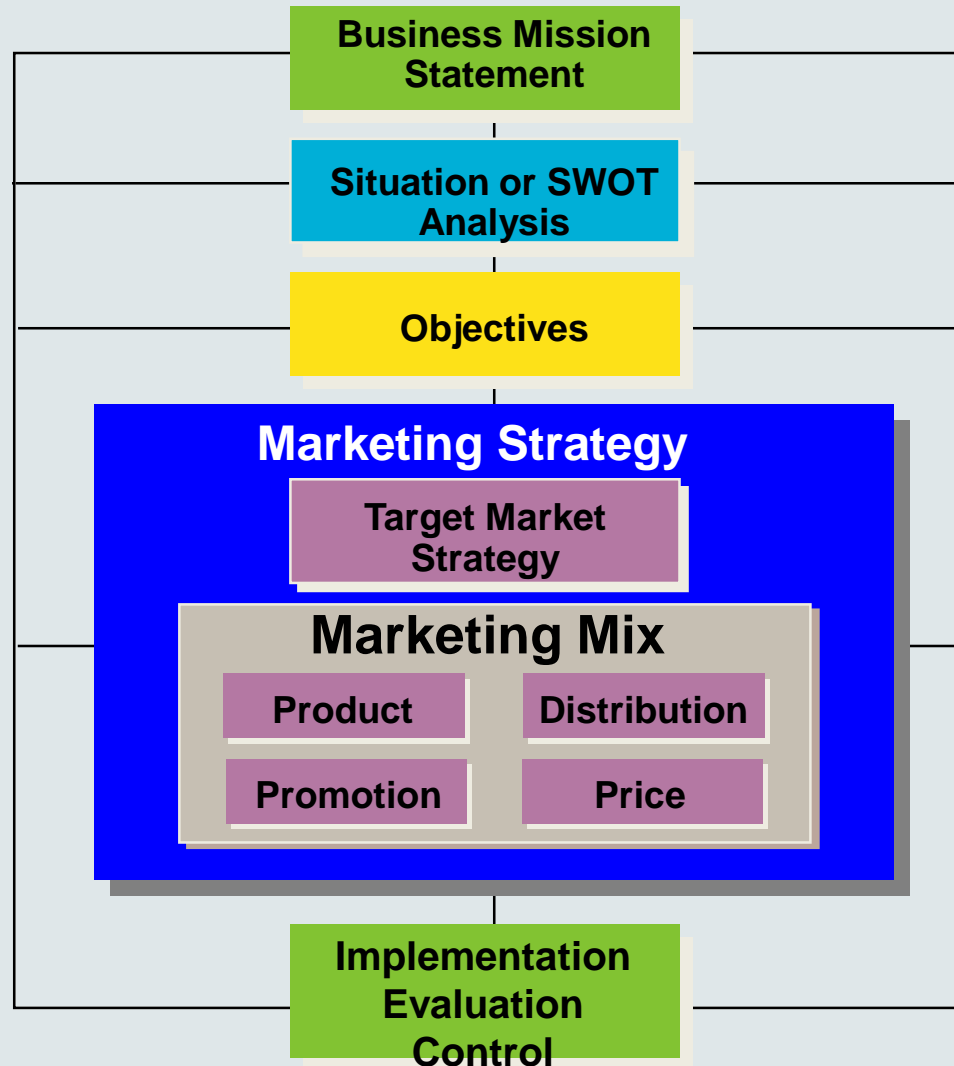 Business Mission
Statement
Situation or SWOT
Analysis
Objectives
Marketing Strategy
Target Market
Strategy
Marketing Mix
Product
Distribution
Promotion
Price
Implementation
Evaluation
Control